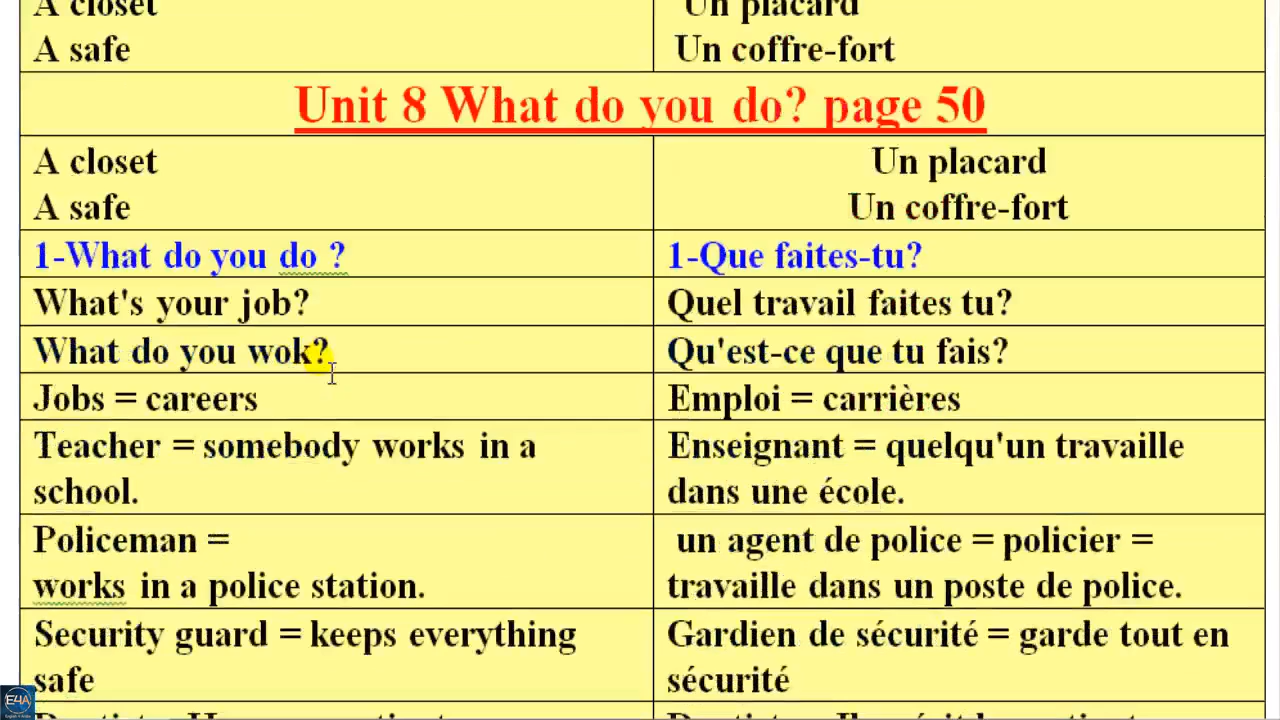 A closet
Un placard
A safe
Un coffre-fort
Unit 8 What do you do? page 50
A closet
A safe
Un placard
Un coffre-fort
1-What do you do ?
1-Que faites-tu?
What's your job?
Quel travail faites tu?
What do you wok?
Qu'est-ce que tu fais?
Jobs = careers
Emploi = carrières
Teacher = somebody works in a
school.
Enseignant = quelqu'un travaille
dans une école.
Policeman =
works in a police station.
un agent de police = policier =
travaille dans un poste de police.
Security guard = keeps everything
safe
Gardien de sécurité = garde tout en
sécurité
E4A